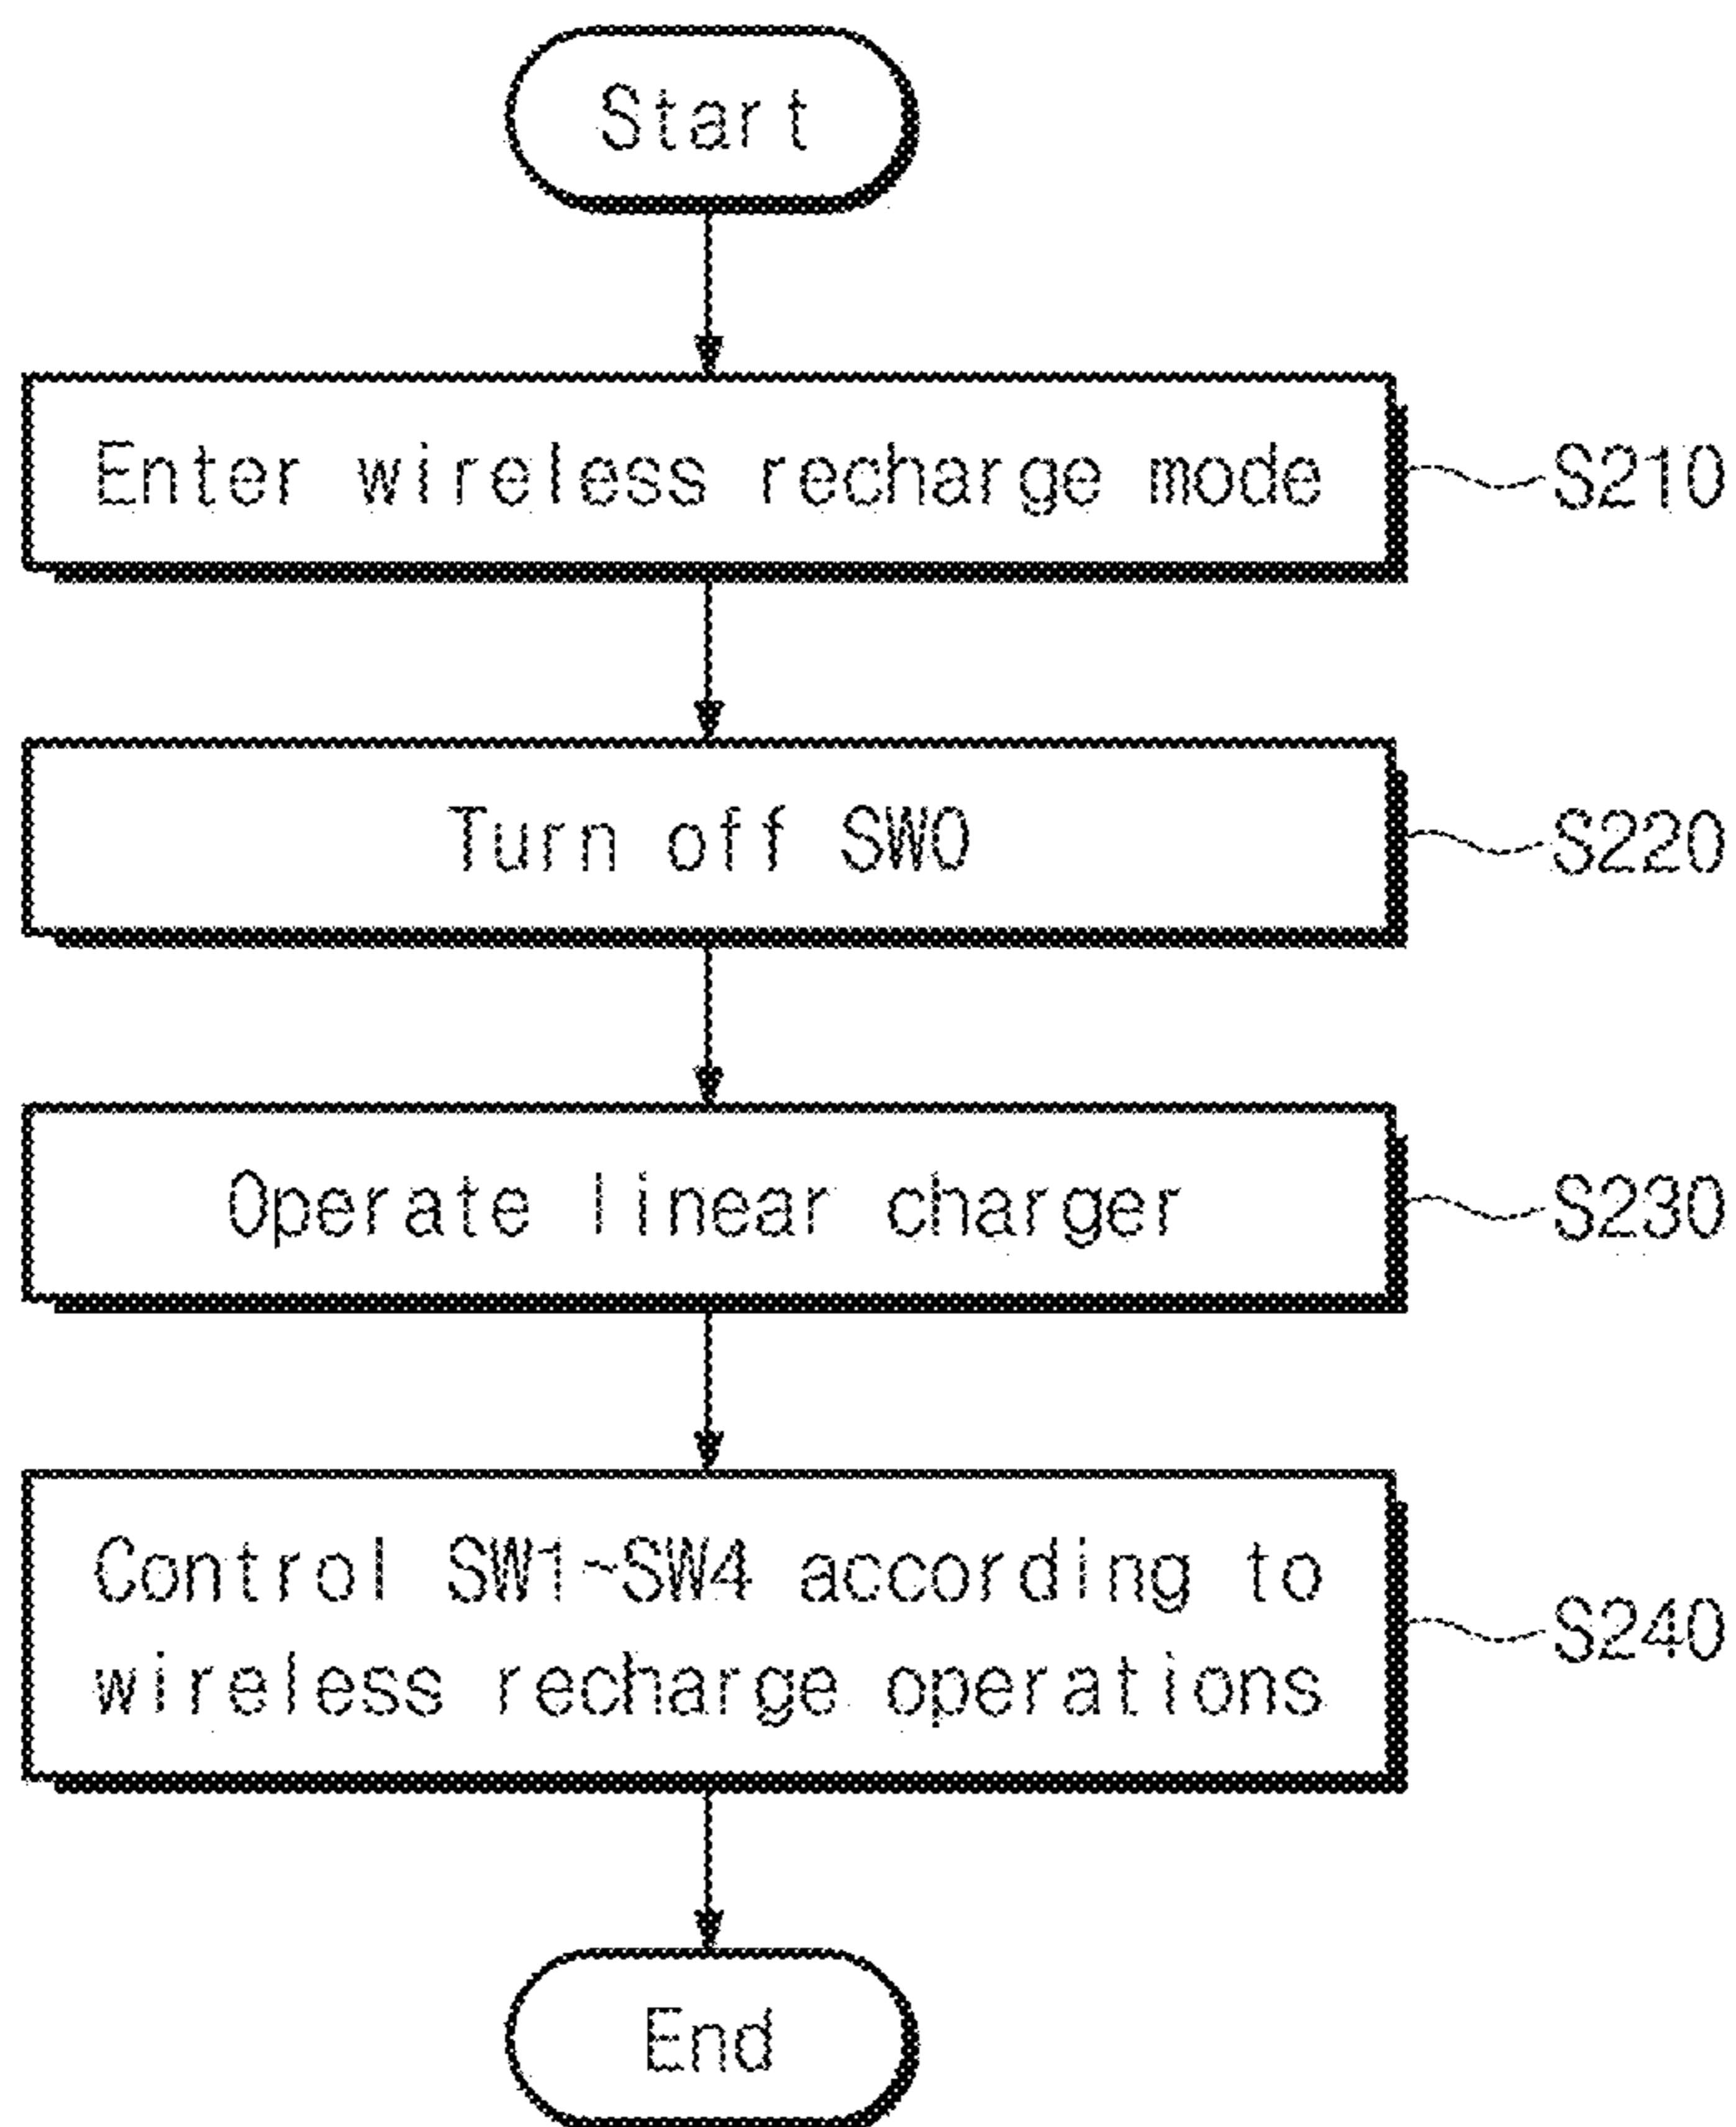 Start
Enter wireless recharge mode
S210
Turn off SW0
S220
Operate linear charger
S230
Control SW1~SW4 according to
wireless recharge operations
S240
End